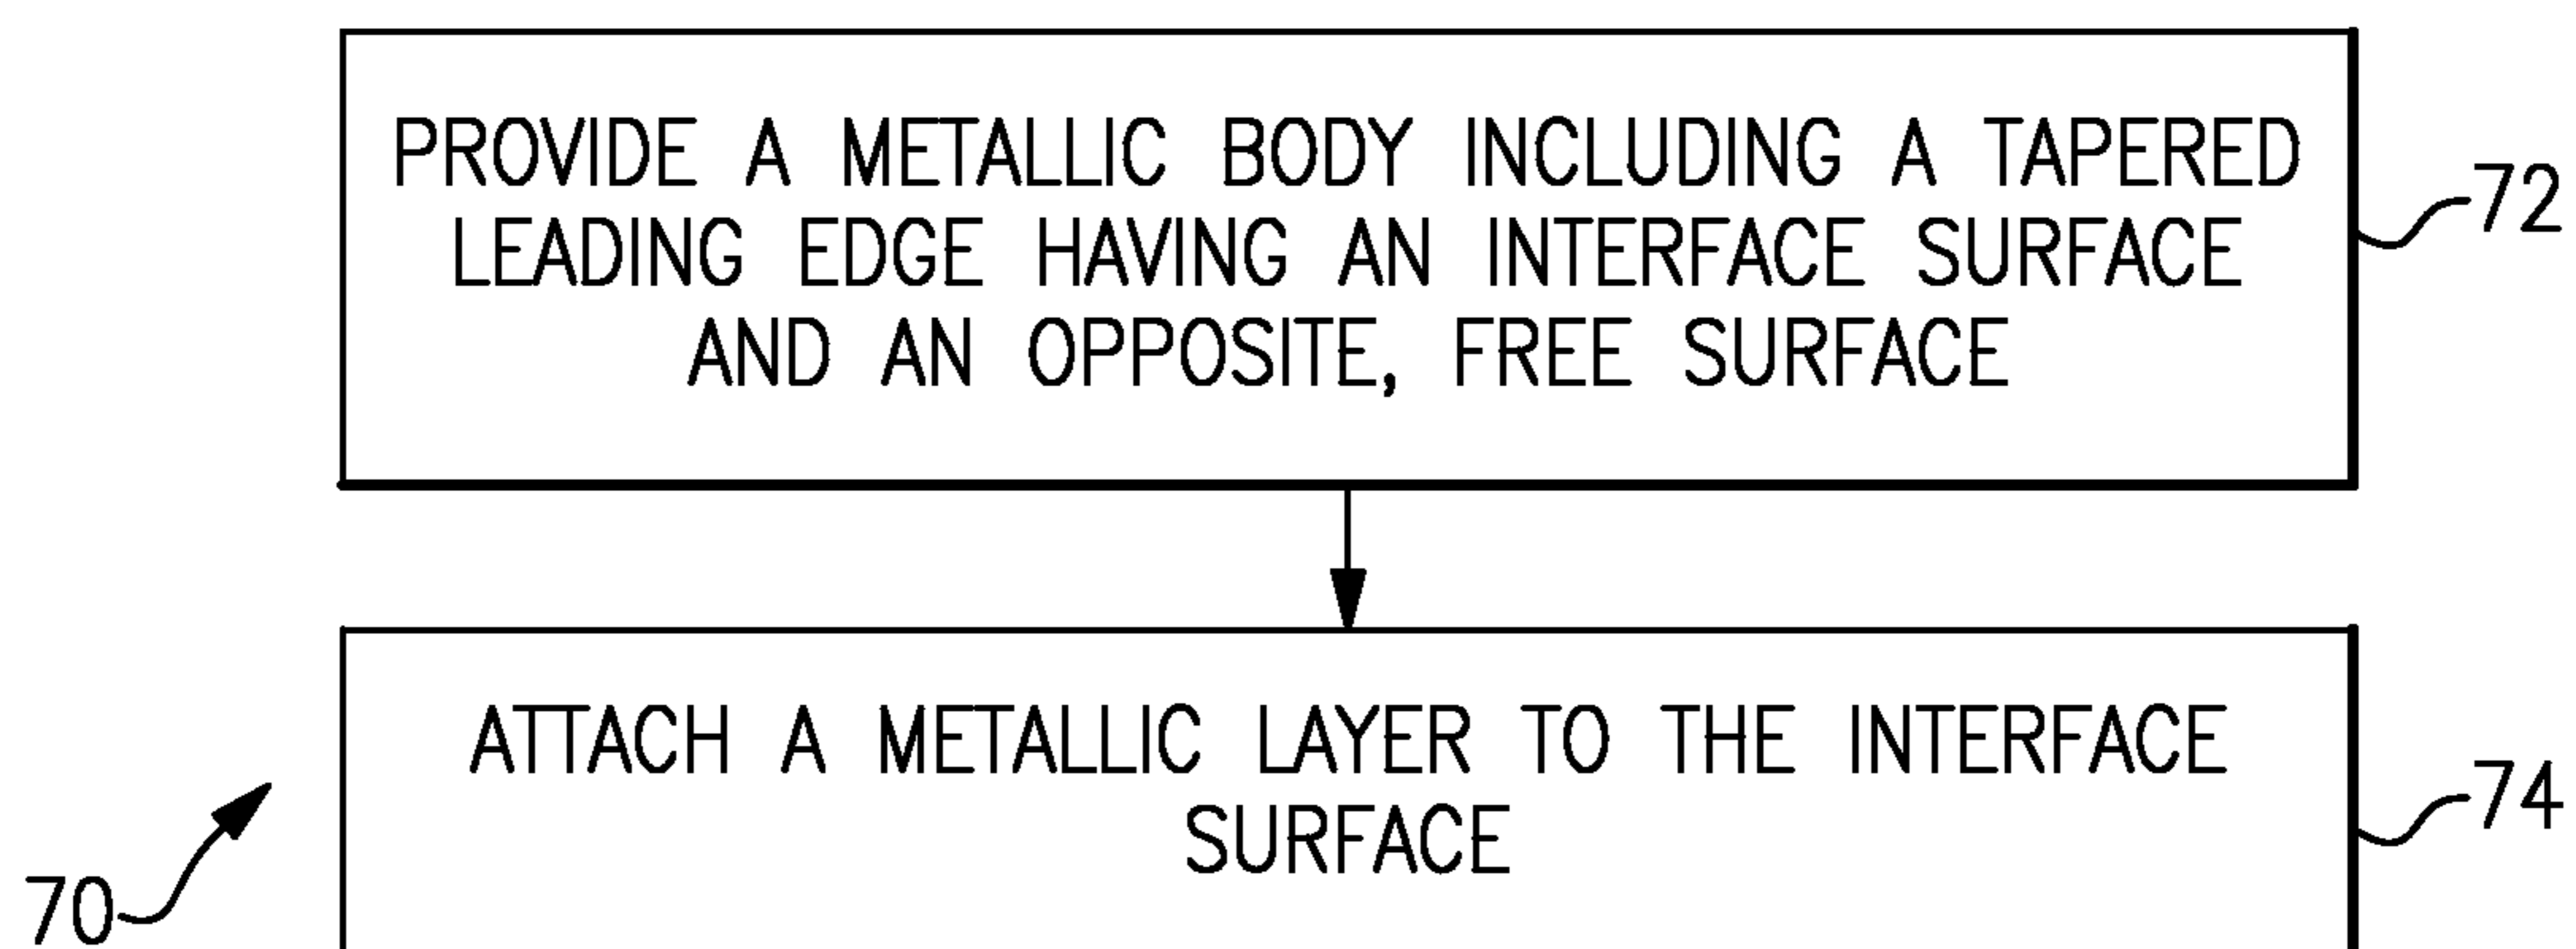 PROVIDE A METALLIC BODY INCLUDING A TAPERED
LEADING EDGE HAVING AN INTERFACE SURFACE
AND AN OPPOSITE, FREE SURFACE
72
ATTACH A METALLIC LAYER TO THE INTERFACE
SURFACE
74
70